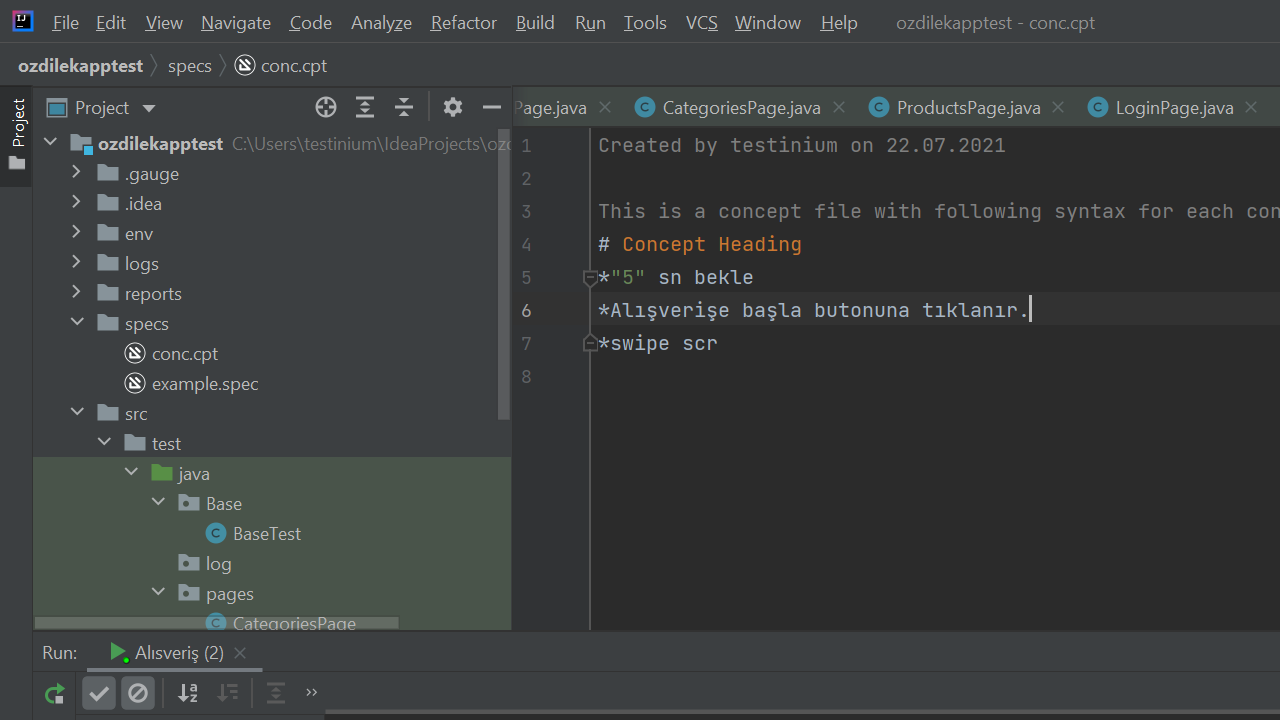 File Edit View Navigate Code Analyze Refactor Build Run Tools VCS Window Help ozdilekapptest - conc.cpt
ozdilekapptest specs conc.cpt
Project
Project
Page.java CategoriesPage.java ProductsPage.java LoginPage.java
ozdilekapptest C:\Users\testinium\IdeaProjects\ozd
.gauge
.idea
env
logs
reports
specs
conc.cpt
example.spec
src
test
java
Base
BaseTest
log
pages
CategoriesPage
1 Created by testinium on 22.07.2021
2
3 This is a concept file with following syntax for each con
4 # Concept Heading
5 *"5" sn bekle
6 *Alışverişe başla butonuna tıklanır.
7 *swipe scr
8
Run: Alısveriş (2)